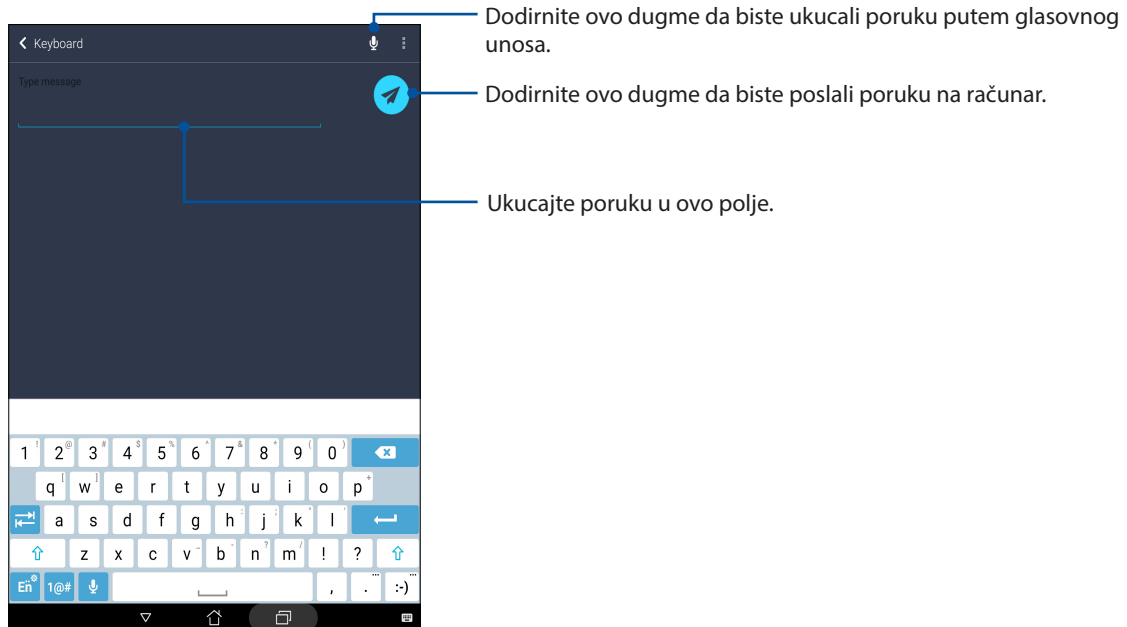 Dodirnite ovo dugme da biste ukucali poruku putem glasovnog
unosa.
Keyboard
Type message
Dodirnite ovo dugme da biste poslali poruku na računar.
Ukucajte poruku u ovo polje.
1 ! 2 @ 3 # 4 $ 5 % 6 ^ 7 & 8 * 9 ( 0 )
q [ w ] e r t y u i o p +
a s d f g h : j ; k " l '
z x c v - b - n ? m / ! ?
En 1@# , . ... :-) ...